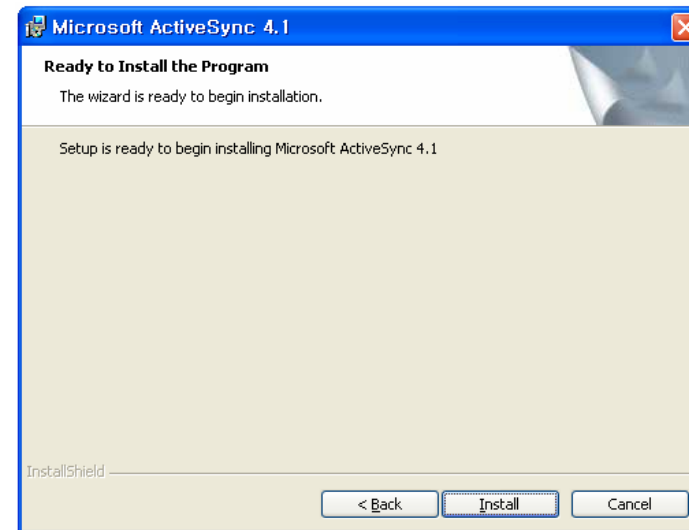 Microsoft ActiveSync 4.1
Ready to Install the Program
The wizard is ready to begin installation.
Setup is ready to begin installing Microsoft ActiveSync 4.1
InstallShield
< Back
Install
Cancel